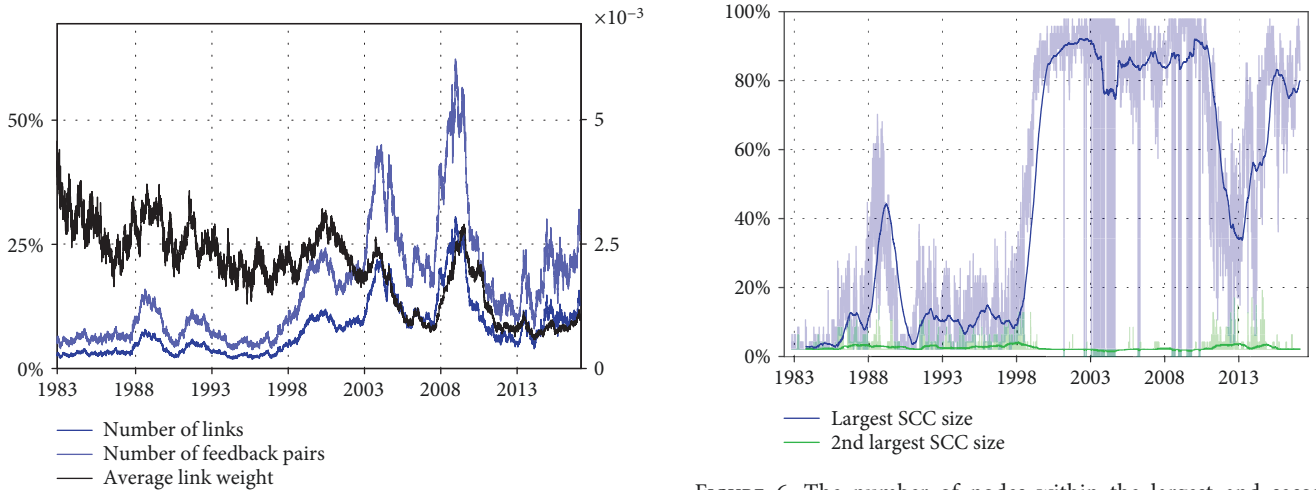 ×10−3
50%
25%
0%
5
2.5
0
1983 1988 1993 1998 2003 2008 2013
Number of links
Number of feedback pairs
Average link weight
100%
80%
60%
40%
20%
0%
1983 1988 1993 1998 2003 2008 2013
Largest SCC size
2nd largest SCC size